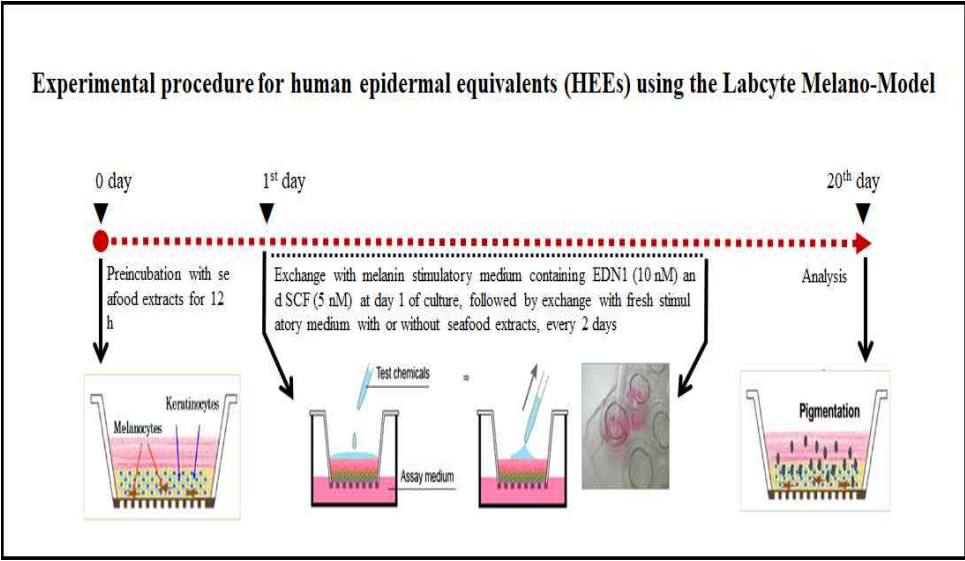 Experimental procedure for human epidermal equivalents (HEEs) using the Labcyte Melano-Model
0 day
1st day
20th day
Preincubation with se
afood extracts for 12
h
Exchange with melanin stimulatory medium containing EDN1 (10 nM) an
d SCF (5 nM) at day 1 of culture, followed by exchange with fresh stimul
atory medium with or without seafood extracts, every 2 days
Analysis
Keratinocytes
Melanocytes
Test chemicals
Assay medium
Pigmentation